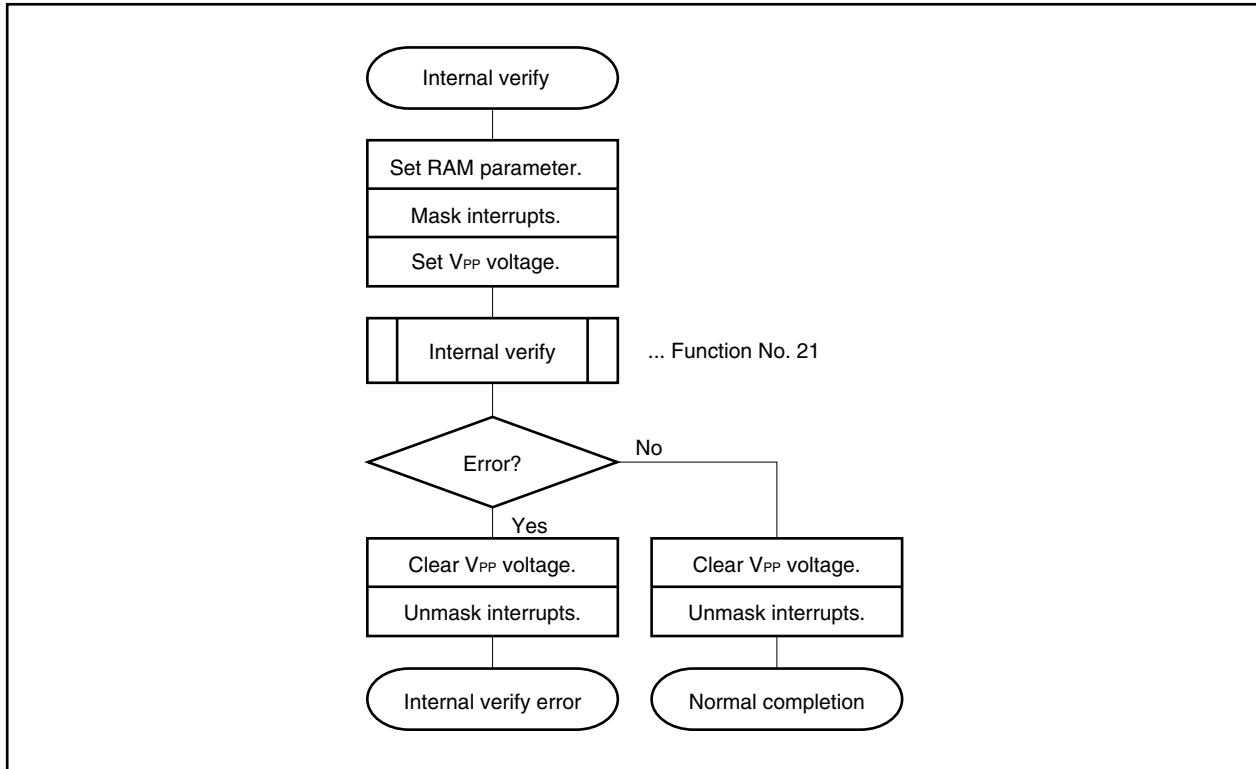 Internal verify
Set RAM parameter.
Mask interrupts.
Set VPP voltage.
Internal verify
... Function No. 21
Error?
No
Yes
Clear VPP voltage.
Unmask interrupts.
Internal verify error
Clear VPP voltage.
Unmask interrupts.
Normal completion